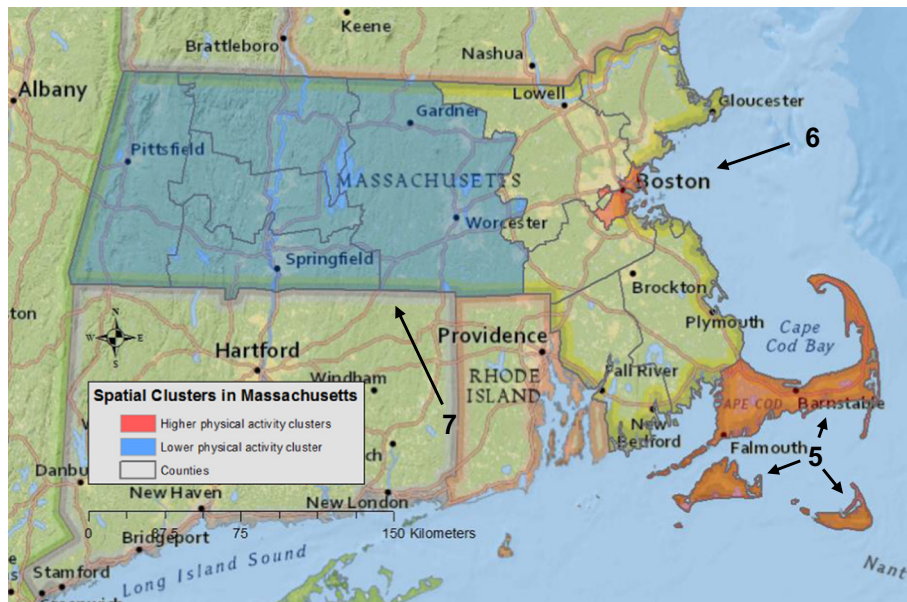 Keene
Brattleboro
Nashua
Albany
Lowell
Gloucester
Gardner
6
Pittsfield
MASSACHUSETTS
Boston
Worcester
Springfield
Brockton
ston
N
W E
S
Plymouth
Cape
Cod Bay
Providence
Hartford
RHODE
ISLAND
Fall River
Windham
Spatial Clusters in Massachusetts
Higher physical activity clusters
Lower physical activity cluster
Counties
7
CAPE COD
Barnstable
New
Bedford
Falmouth
5
ch
Danbu
New Haven
New London
0 37.5 75 150 Kilometers
Bridgeport
Long Island Sound
Stamford
Greenwich
Nant